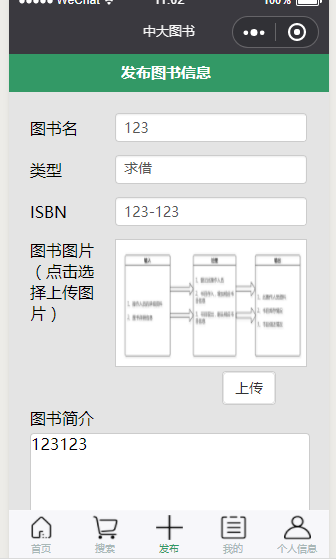 WeChat 11:02 100%
中大图书
发布图书信息
图书名 123
类型 求借
ISBN 123-123
图书图片
（点击选
择上传图
片）
输入 处理 输出
上传
图书简介
123123
首页 搜索 发布 我的 个人信息